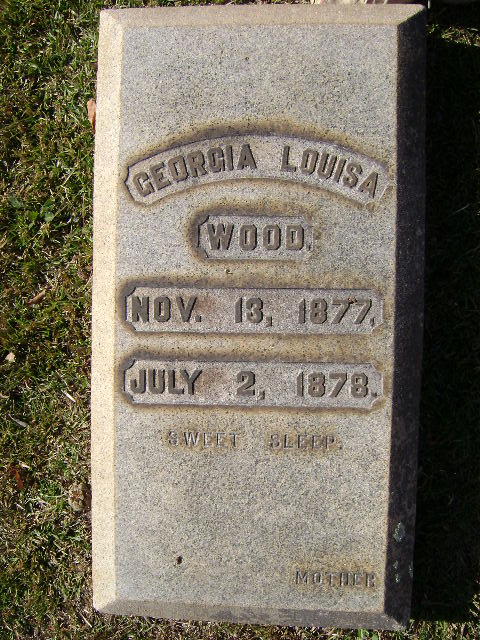 GEORGIA LOUISA
WOOD.
NOV. 13, 1877.
JULY 2, 1878.
SWEET SLEEP.
MOTHER